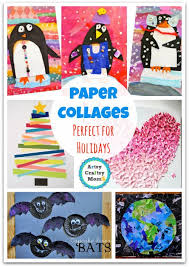 PAPER
COLLAGES
PERFECT FOR
HOLIDAYS
Artsy
Craftsy
Mom
BATS